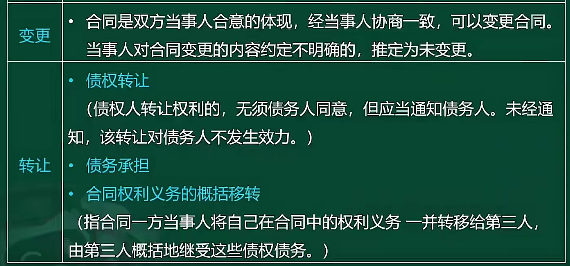 变更
• 合同是双方当事人合意的体现，经当事人协商一致，可以变更合同。
当事人对合同变更的内容约定不明确的，推定为未变更。
转让
• 债权转让
（债权人转让权利的，无须债务人同意，但应当通知债务人。未经通
知，该转让对债务人不发生效力。）
• 债务承担
• 合同权利义务的概括移转
（指合同一方当事人将自己在合同中的权利义务 一并转移给第三人，
由第三人概括地继受这些债权债务。）